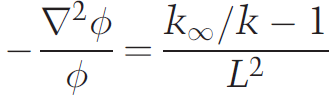 −∇²ϕ/ϕ = (k∞/k − 1)/L²